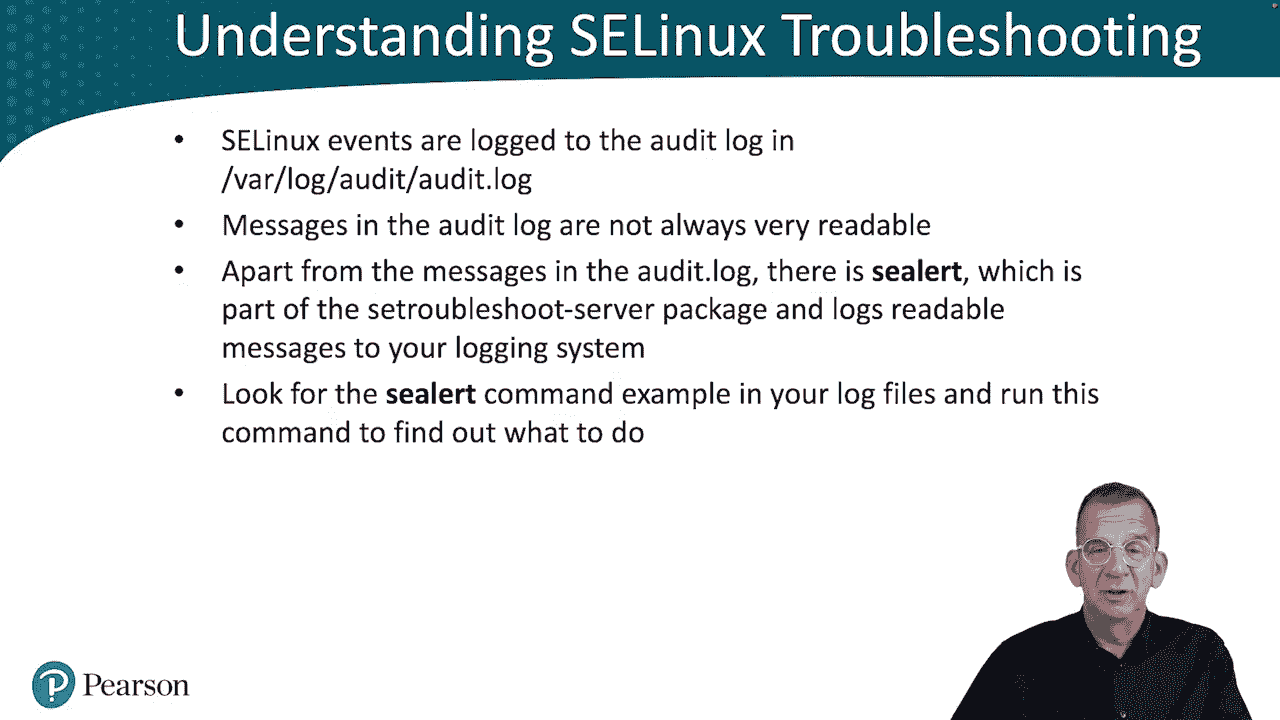 Understanding SELinux Troubleshooting
• SELinux events are logged to the audit log in
/var/log/audit/audit.log
• Messages in the audit log are not always very readable
• Apart from the messages in the audit.log, there is sealert, which is
part of the setroubleshoot-server package and logs readable
messages to your logging system
• Look for the sealert command example in your log files and run this
command to find out what to do
Pearson